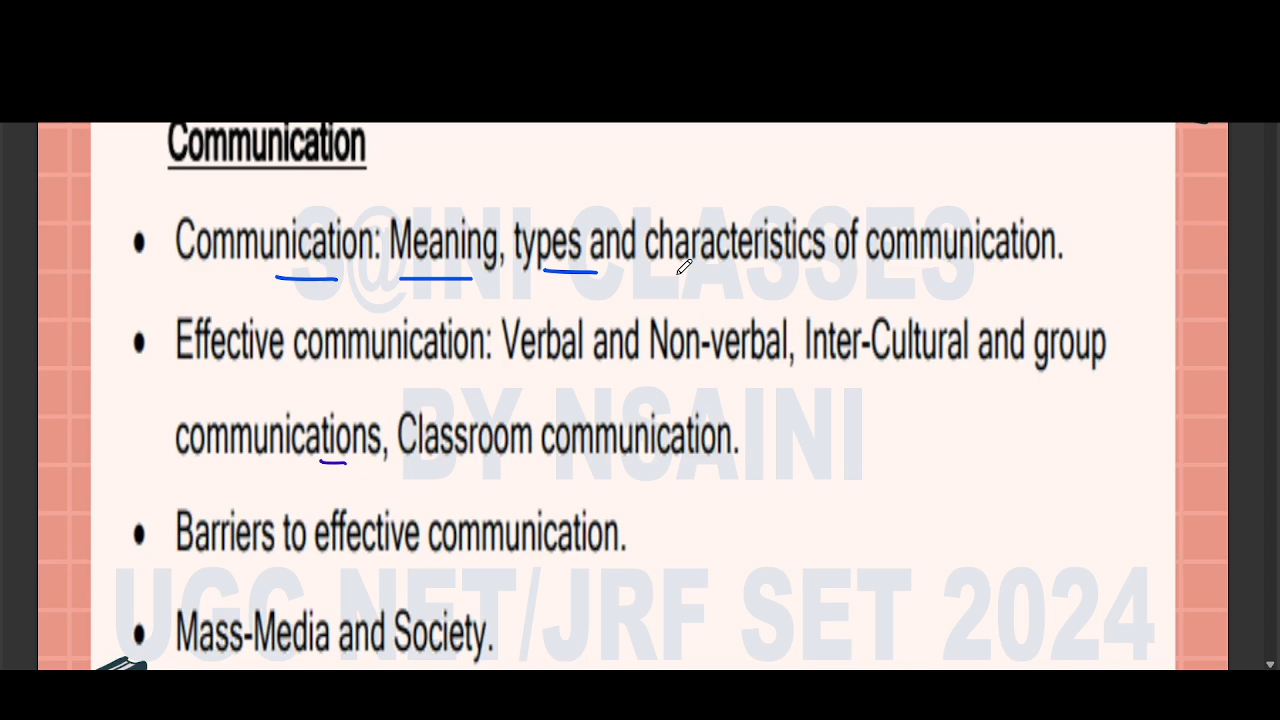 Communication
S@INI CLASSES
• Communication: Meaning, types and characteristics of communication.
• Effective communication: Verbal and Non-verbal, Inter-Cultural and group
BY NSAINI
communications, Classroom communication.
• Barriers to effective communication.
UGC NET/JRF SET 2024
• Mass-Media and Society.